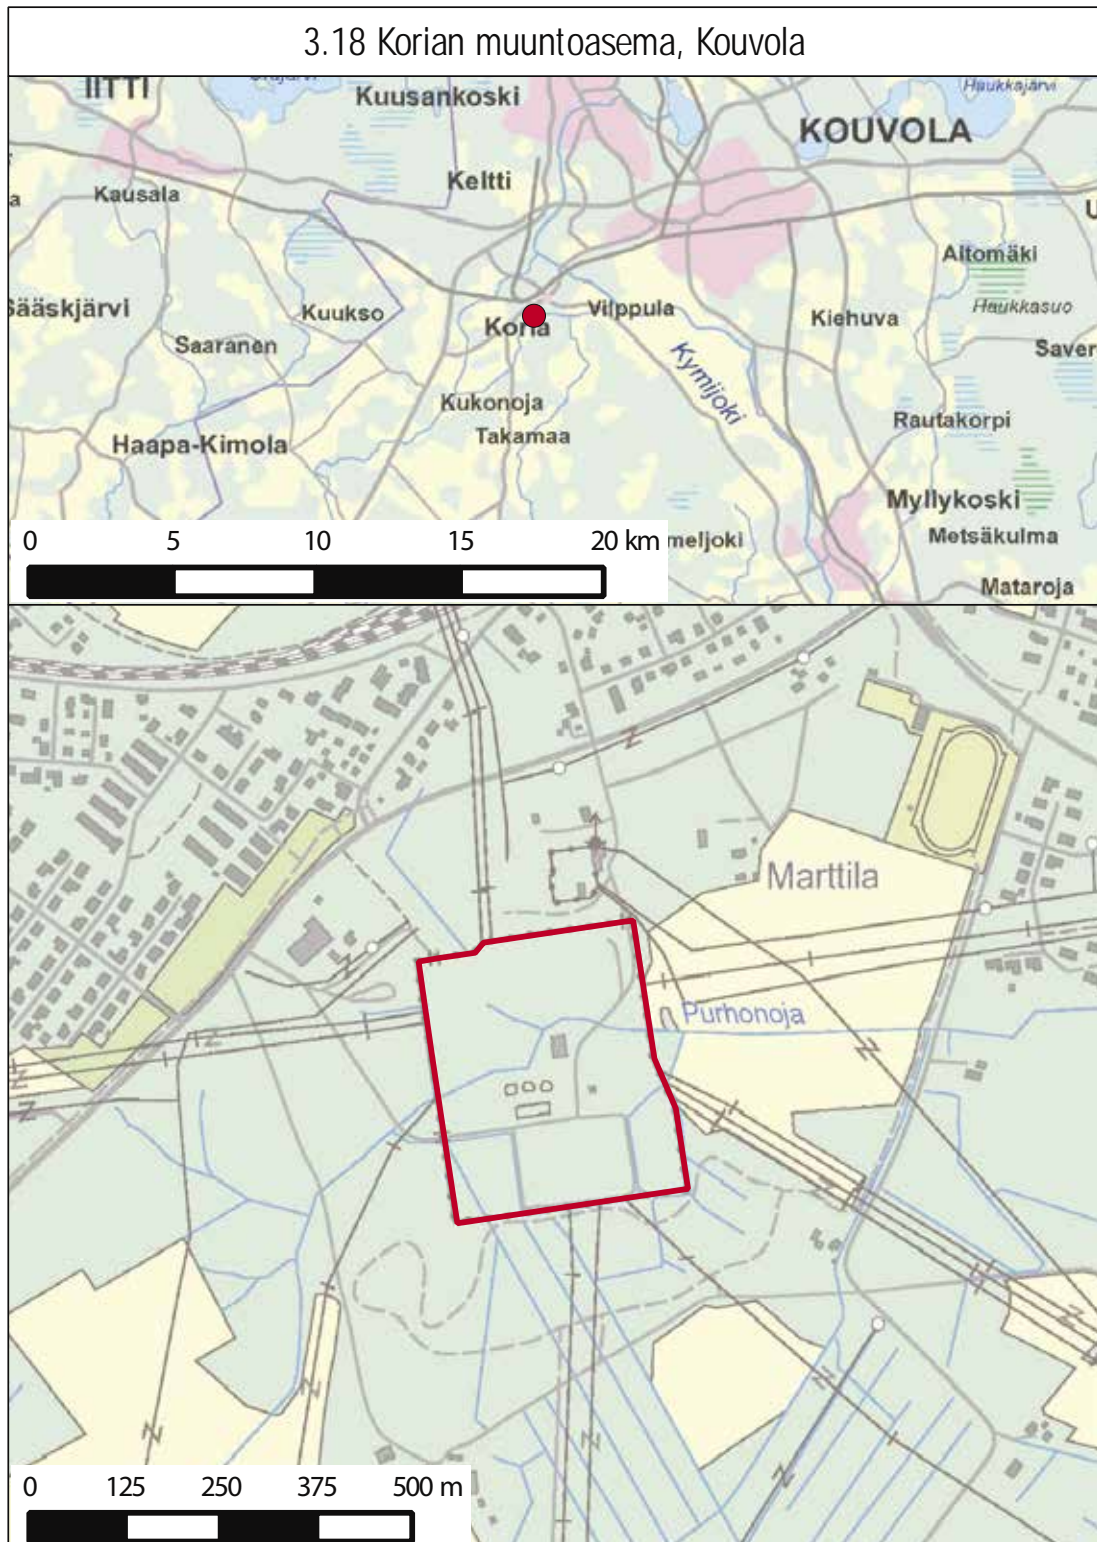 3.18 Korian muuntoasema, Kouvola
IITTI
Kuusankoski
Haukkajärvi
KOUVOLA
Keltti
Kausala
Aitomäki
Haukkasuo
Sääskjärvi
Kuukso
Koria
Vilppula
Kiehuva
Saaranen
Kymijoki
Kukonoja
Takamaa
Rautakorpi
Haapa-Kimola
Myllykoski
Metsäkulma
Mataroja
0 5 10 15 20 km
Marttila
Purhonoja
0 125 250 375 500 m